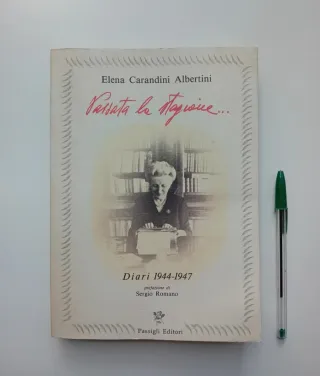 Elena Carandini Albertini
Passata la stagione...
Diari 1944-1947
prefazione di
Sergio Romano
Passigli Editori